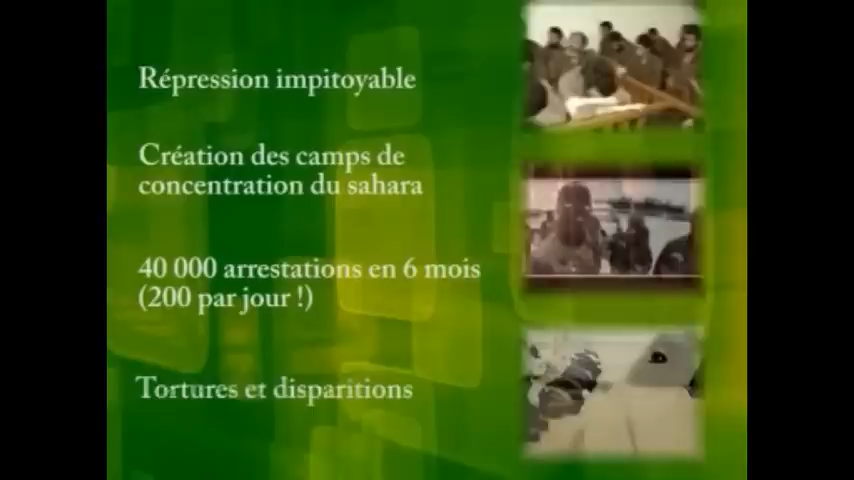 Répression impitoyable
Création des camps de
concentration du sahara
40 000 arrestations en 6 mois
(200 par jour !)
Tortures et disparitions